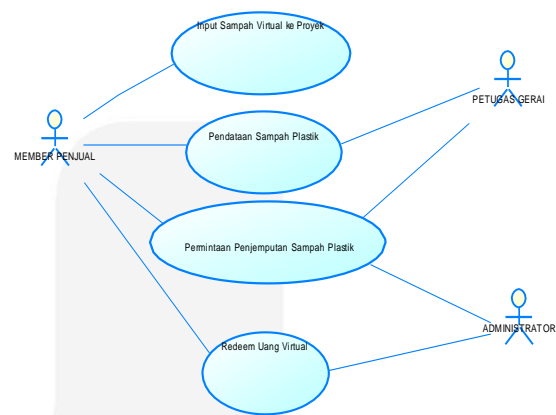 Input Sampah Virtual ke Proyek
PETUGAS GERAI
Pendataan Sampah Plastik
MEMBER PENJUAL
Permintaan Penjemputan Sampah Plastik
ADMINISTRATOR
Redeem Uang Virtual